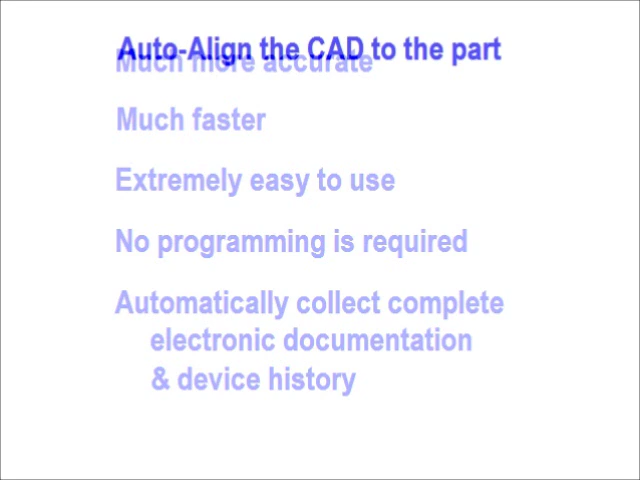 Auto-Align the CAD to the part
Much more accurate
Much faster
Extremely easy to use
No programming is required
Automatically collect complete
electronic documentation
& device history